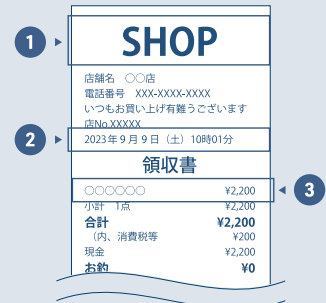 1
SHOP
店舗名 ○○店
電話番号 XXX-XXXX-XXXX
いつもお買い上げ有難うございます
店No.XXXXX
2
2023年9月9日（土）10時01分
領収書
○○○○○○ ¥2,200
3
小計 1点 ¥2,200
合計 ¥2,200
（内、消費税等 ¥200
現金 ¥2,200
お釣 ¥0